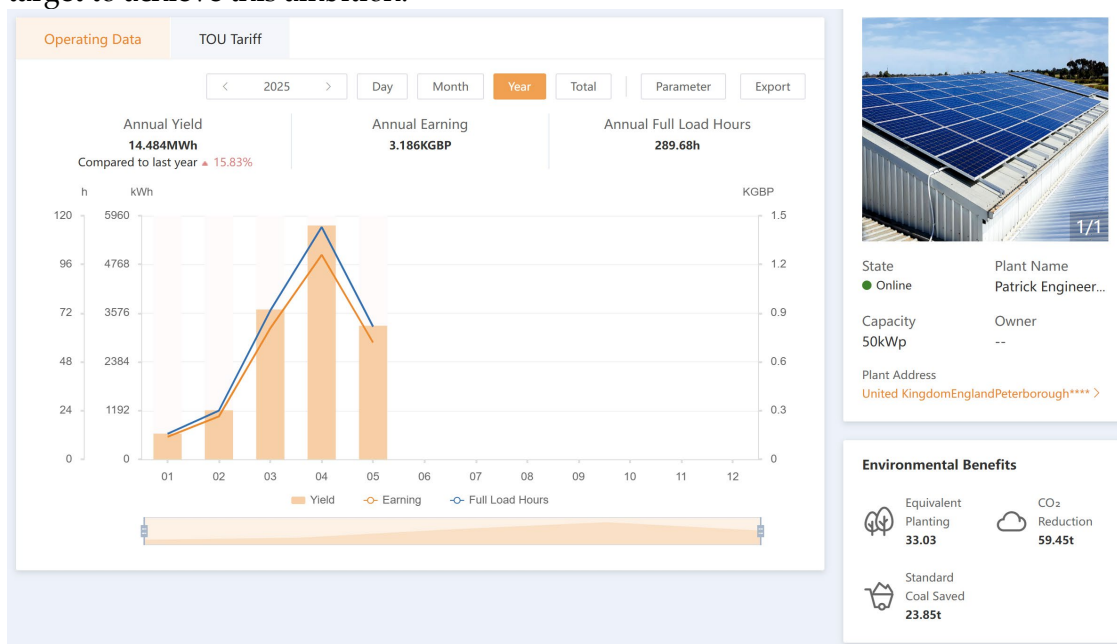 target to achieve this ambition.
Operating Data TOU Tariff
< 2025 > Day Month Year Total Parameter Export
Annual Yield Annual Earning Annual Full Load Hours
14.484MWh 3.186KGBP 289.68h
Compared to last year ▲ 15.83%
h kWh KGBP
120 5960 1.5
96 4768 1.2
72 3576 0.9
48 2384 0.6
24 1192 0.3
0 0 0
01 02 03 04 05 06 07 08 09 10 11 12
Yield Earning Full Load Hours
1/1
State Plant Name
Online Patrick Engineer...
Capacity Owner
50kWp --
Plant Address
United KingdomEnglandPeterborough**** >
Environmental Benefits
Equivalent Planting 33.03
CO₂ Reduction 59.45t
Standard Coal Saved 23.85t